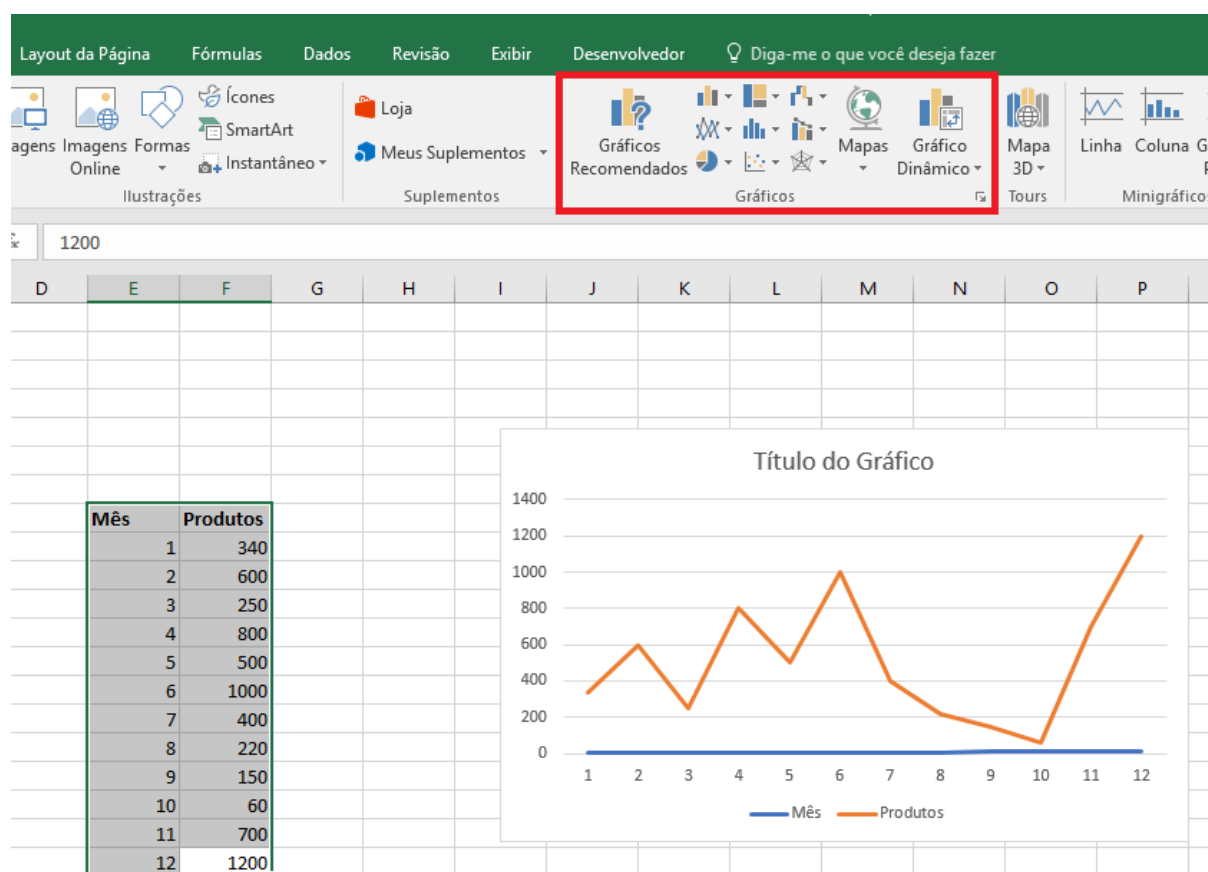 Layout da Página Fórmulas Dados Revisão Exibir Desenvolvedor Diga-me o que você deseja fazer
agens
Imagens Online
Formas
Ícones
SmartArt
Instantâneo
Ilustrações
Loja
Meus Suplementos
Suplementos
Gráficos Recomendados
Mapas
Gráfico Dinâmico
Gráficos
Mapa 3D
Tours
Linha
Coluna
G
Minigráficos
1200
D E F G H I J K L M N O P
Mês Produtos
1 340
2 600
3 250
4 800
5 500
6 1000
7 400
8 220
9 150
10 60
11 700
12 1200
Título do Gráfico
1400
1200
1000
800
600
400
200
0
1 2 3 4 5 6 7 8 9 10 11 12
Mês Produtos